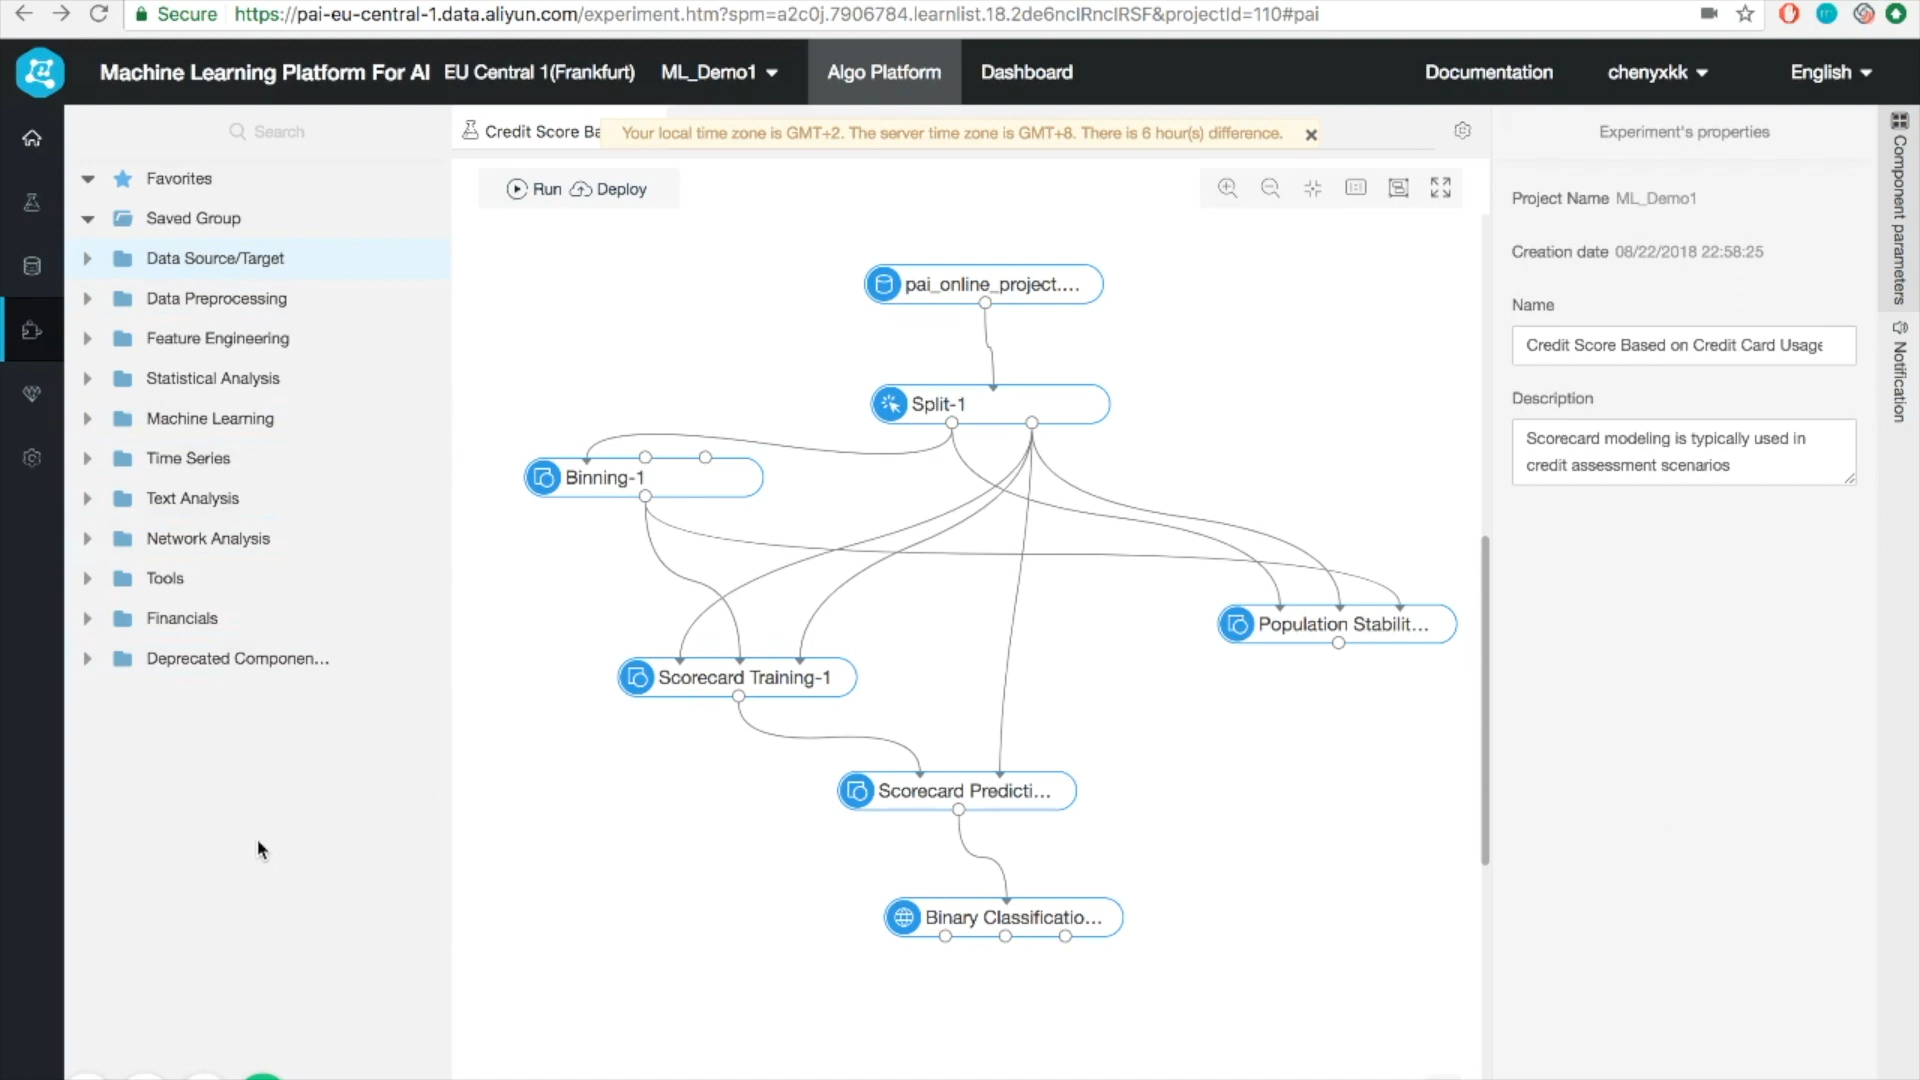 Secure https://pai-eu-central-1.data.aliyun.com/experiment.htm?spm=a2c0j.7906784.learnlist.18.2de6nclRnclRSF&projectId=110#pai
Machine Learning Platform For AI EU Central 1(Frankfurt) ML_Demo1 Algo Platform Dashboard Documentation chenyxkk English
Search
Credit Score Ba
Your local time zone is GMT+2. The server time zone is GMT+8. There is 6 hour(s) difference.
Experiment's properties
Component parameters
Notification
Favorites
Saved Group
Data Source/Target
Data Preprocessing
Feature Engineering
Statistical Analysis
Machine Learning
Time Series
Text Analysis
Network Analysis
Tools
Financials
Deprecated Componen...
Run Deploy
pai_online_project....
Split-1
Binning-1
Population Stabilit...
Scorecard Training-1
Scorecard Predicti...
Binary Classificatio...
Project Name ML_Demo1
Creation date 08/22/2018 22:58:25
Name
Credit Score Based on Credit Card Usage
Description
Scorecard modeling is typically used in
credit assessment scenarios